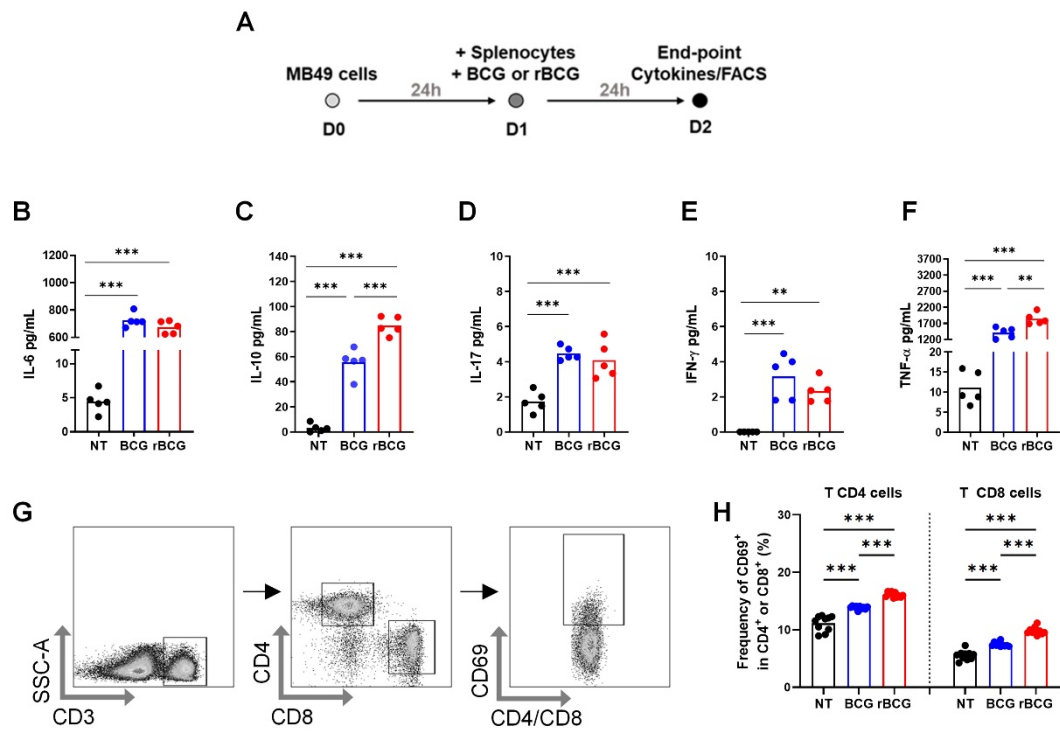 A
MB49 cells
+ Splenocytes
+ BCG or rBCG
End-point
Cytokines/FACS
24h
24h
D0
D1
D2
B
IL-6 pg/mL
1200
1000
800
600
10
5
0
***
***
NT BCG rBCG
C
IL-10 pg/mL
140
120
100
80
60
40
20
0
***
*** ***
NT BCG rBCG
D
IL-17 pg/mL
10
8
6
4
2
0
***
***
NT BCG rBCG
E
IFN-γ pg/mL
10
8
6
4
2
0
**
***
NT BCG rBCG
F
TNF-α pg/mL
3700
3200
2700
2200
1700
1200
20
15
10
5
0
***
*** **
NT BCG rBCG
G
SSC-A
CD3
CD4
CD8
CD69
CD4/CD8
H
T CD4 cells
T CD8 cells
Frequency of CD69⁺
in CD4⁺ or CD8⁺ (%)
30
20
10
0
*** ***
*** ***
*** ***
NT BCG rBCG NT BCG rBCG